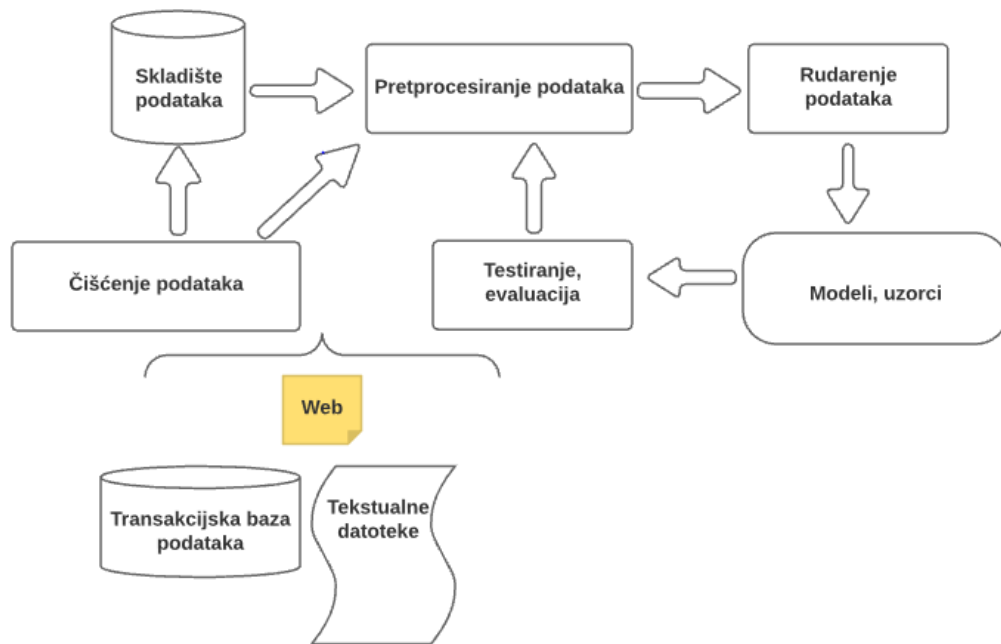 Skladište
podataka
Pretprocesiranje podataka
Rudarenje
podataka
Čišćenje podataka
Testiranje,
evaluacija
Modeli, uzorci
Web
Transakcijska baza
podataka
Tekstualne
datoteke